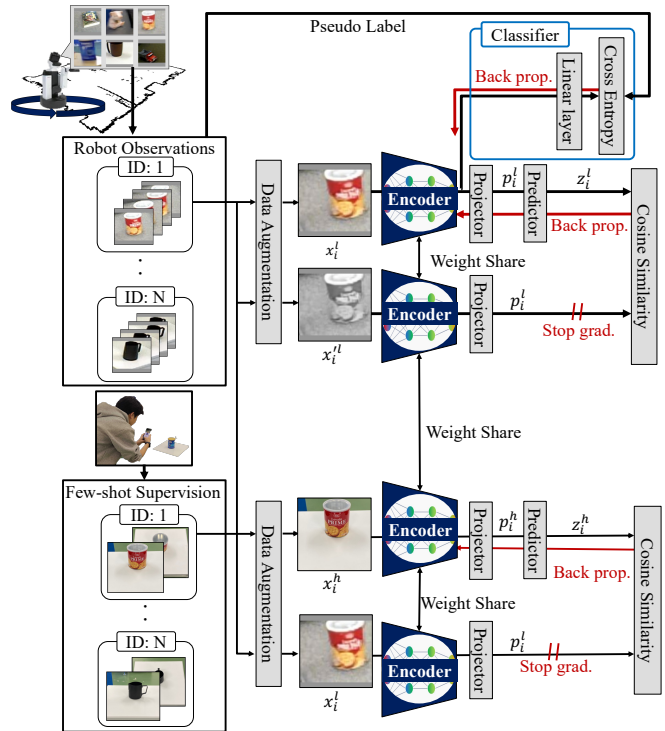 Pseudo Label
Classifier
Back prop.
Linear layer
Cross Entropy
Robot Observations
ID: 1
Data Augmentation
Encoder
Projector
p_i^l
Predictor
z_i^l
Back prop.
Cosine Similarity
x_i^l
Weight Share
ID: N
Encoder
Projector
p_i^l
Stop grad.
x_i'^l
Weight Share
Few-shot Supervision
ID: 1
Data Augmentation
Encoder
Projector
p_i^h
Predictor
z_i^h
Back prop.
Cosine Similarity
x_i^h
Weight Share
ID: N
Encoder
Projector
p_i^l
Stop grad.
x_i^l